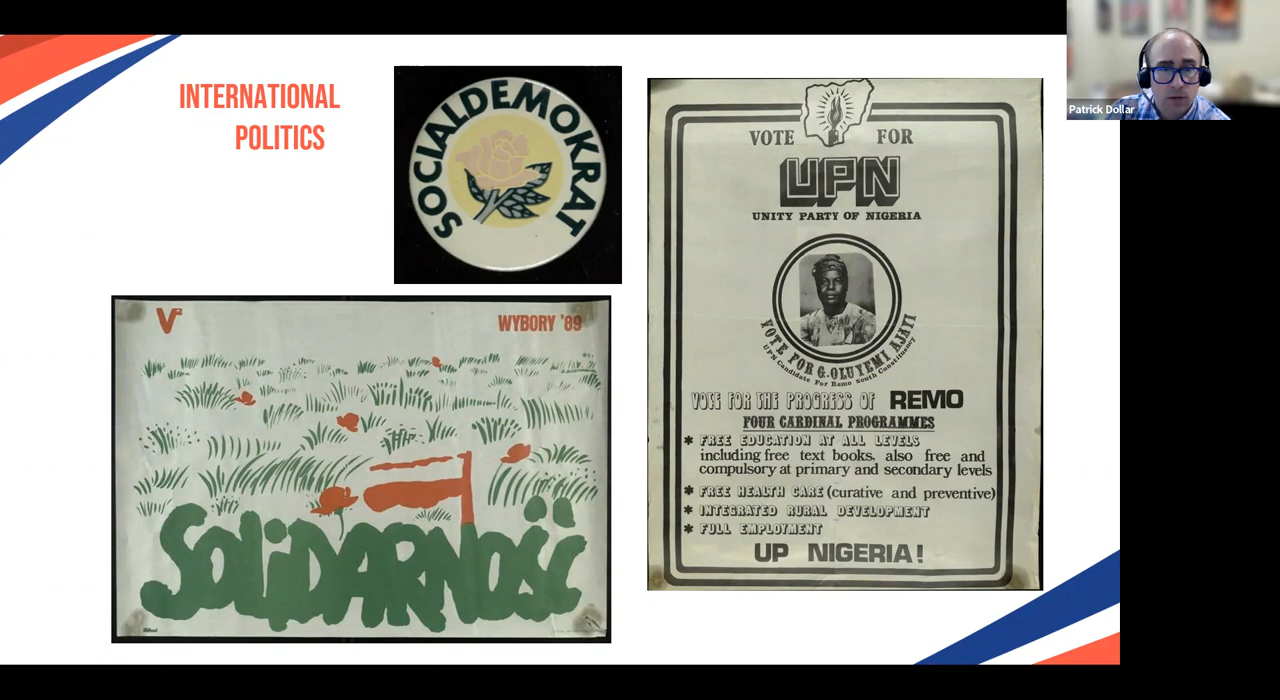 INTERNATIONAL
POLITICS
SOCIALDEMOKRAT
VOTE FOR
UPN
UNITY PARTY OF NIGERIA
VOTE FOR G. OLUYEMI AJAYI
UPN Candidate For Remo South Constituency
VOTE FOR THE PROGRESS OF REMO
FOUR CARDINAL PROGRAMMES
* FREE EDUCATION AT ALL LEVELS
including free text books. also free and
compulsory at primary and secondary levels
* FREE HEALTH CARE (curative and preventive)
* INTEGRATED RURAL DEVELOPMENT
* FULL EMPLOYMENT
UP NIGERIA!
WYBORY '89
SOLiDARNOŚĆ
Patrick Dollar